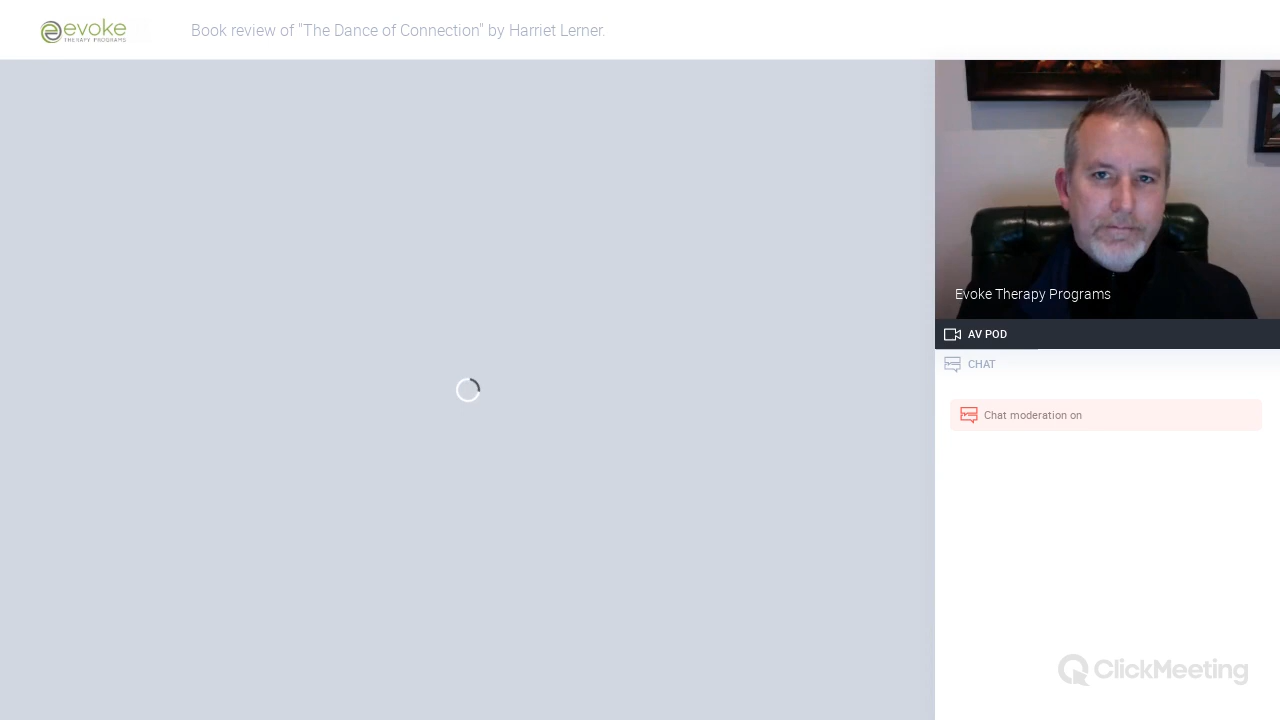 evoke
THERAPY PROGRAMS
Book review of "The Dance of Connection" by Harriet Lerner.
Evoke Therapy Programs
AV POD
CHAT
Chat moderation on
ClickMeeting